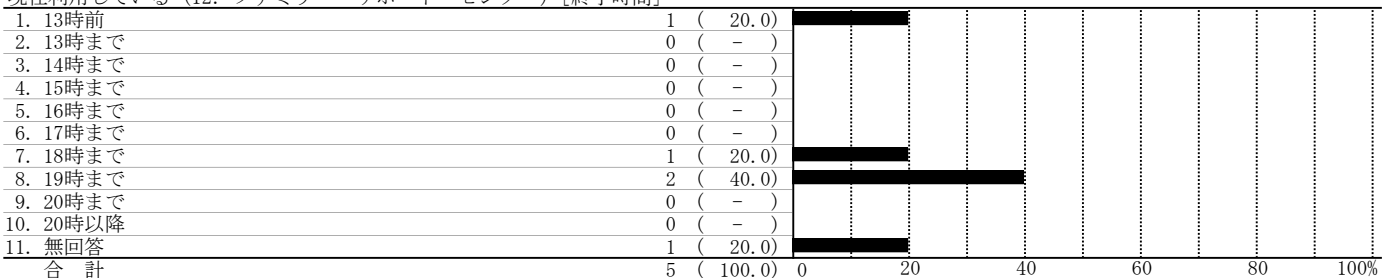 現在利用している（12. ファミリー・サポート・センター）［終了時間］
1. 13時前 1 ( 20.0)
2. 13時まで 0 ( - )
3. 14時まで 0 ( - )
4. 15時まで 0 ( - )
5. 16時まで 0 ( - )
6. 17時まで 0 ( - )
7. 18時まで 1 ( 20.0)
8. 19時まで 2 ( 40.0)
9. 20時まで 0 ( - )
10. 20時以降 0 ( - )
11. 無回答 1 ( 20.0)
合 計 5 ( 100.0) 0 20 40 60 80 100%